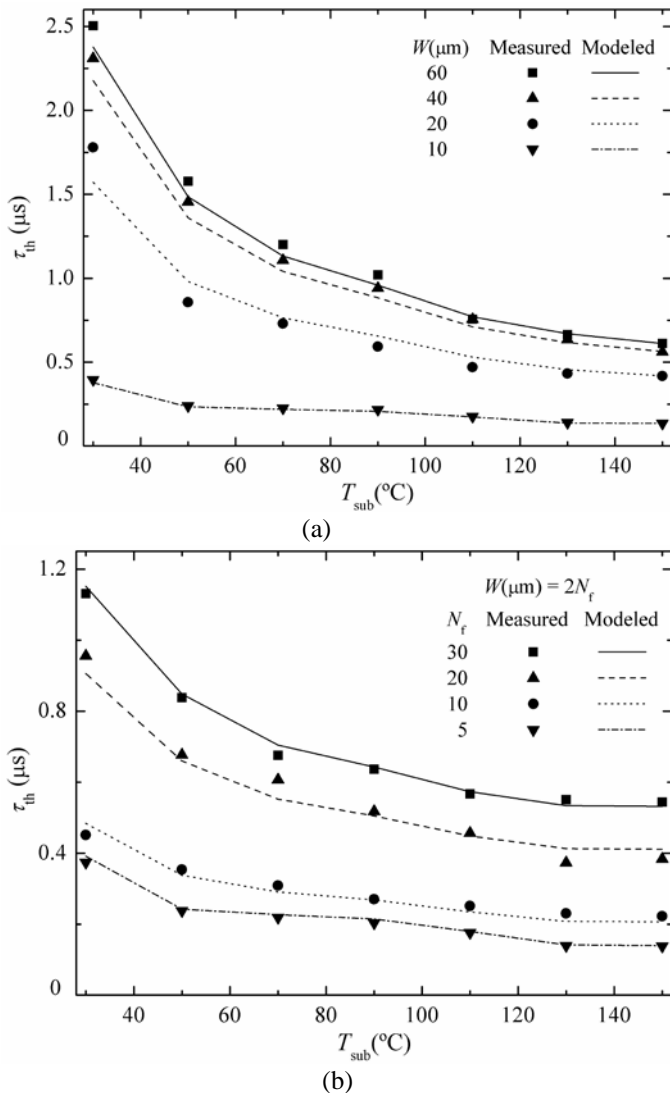 2.5
2.0
1.5
1.0
0.5
0
τth (μs)
W(μm) Measured Modeled
60
40
20
10
40 60 80 100 120 140
Tsub(ºC)
(a)
1.2
0.8
0.4
0
τth (μs)
W(μm) = 2Nf
Nf Measured Modeled
30
20
10
5
40 60 80 100 120 140
Tsub(ºC)
(b)